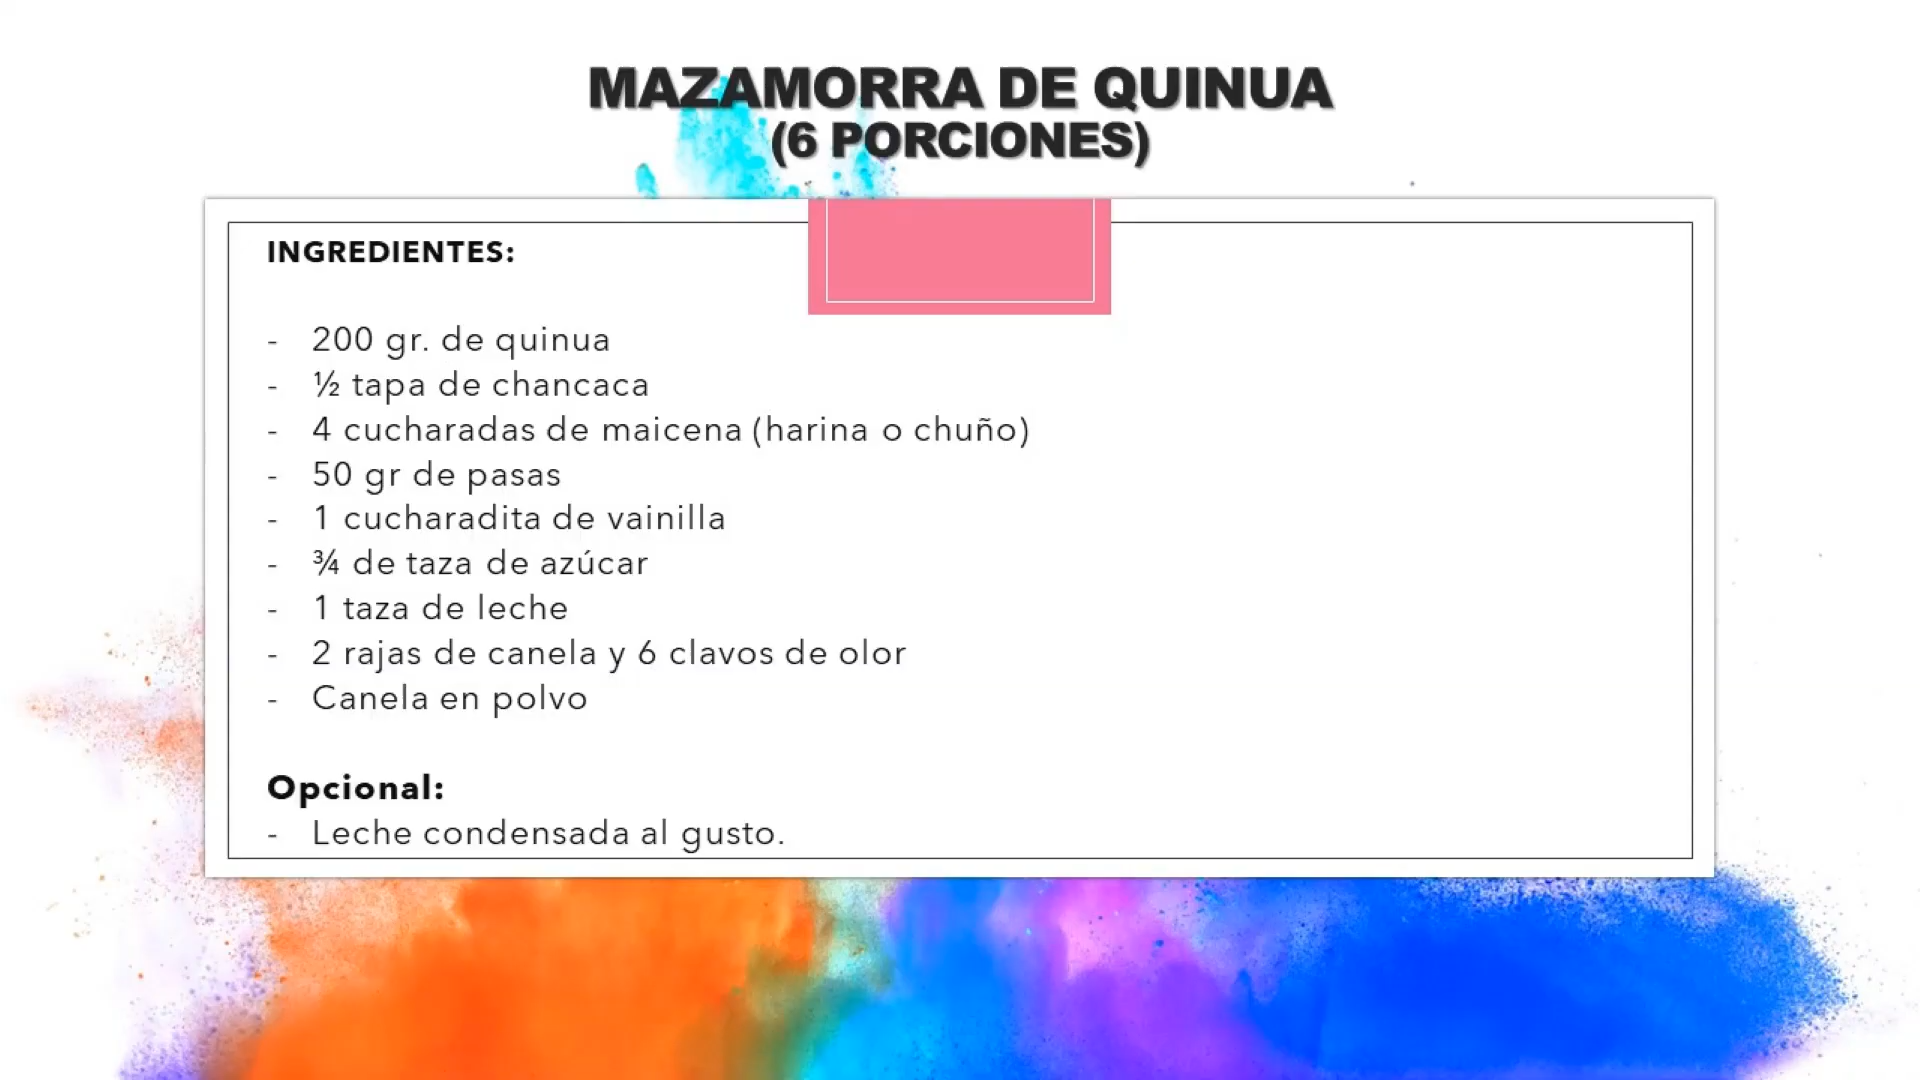 MAZAMORRA DE QUINUA
(6 PORCIONES)
INGREDIENTES:
- 200 gr. de quinua
- ½ tapa de chancaca
- 4 cucharadas de maicena (harina o chuño)
- 50 gr de pasas
- 1 cucharadita de vainilla
- ¾ de taza de azúcar
- 1 taza de leche
- 2 rajas de canela y 6 clavos de olor
- Canela en polvo
Opcional:
- Leche condensada al gusto.